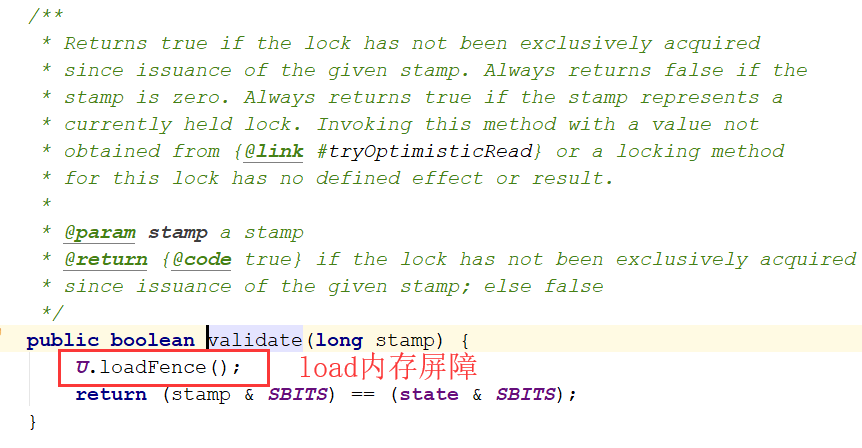 /**
* Returns true if the lock has not been exclusively acquired
* since issuance of the given stamp. Always returns false if the
* stamp is zero. Always returns true if the stamp represents a
* currently held lock. Invoking this method with a value not
* obtained from {@link #tryOptimisticRead} or a locking method
* for this lock has no defined effect or result.
*
* @param stamp a stamp
* @return {@code true} if the lock has not been exclusively acquired
* since issuance of the given stamp; else false
*/
public boolean validate(long stamp) {
U.loadFence(); load内存屏障
return (stamp & SBITS) == (state & SBITS);
}